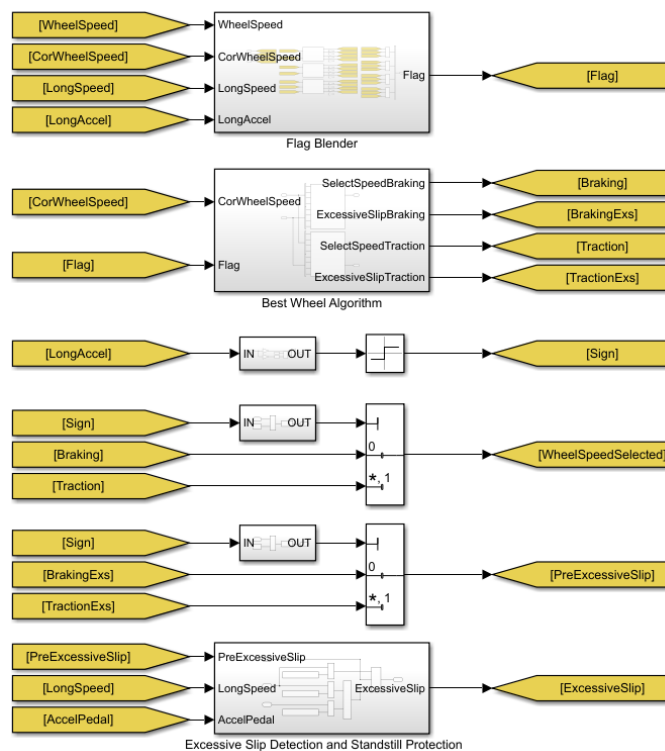 [WheelSpeed] WheelSpeed
[CorWheelSpeed] CorWheelSpeed
Flag [Flag]
[LongSpeed] LongSpeed
[LongAccel] LongAccel
Flag Blender
SelectSpeedBraking [Braking]
[CorWheelSpeed] CorWheelSpeed
ExcessiveSlipBraking [BrakingExs]
SelectSpeedTraction [Traction]
[Flag] Flag
ExcessiveSlipTraction [TractionExs]
Best Wheel Algorithm
[LongAccel] IN OUT [Sign]
[Sign] IN OUT
[Braking] 0 [WheelSpeedSelected]
[Traction] *, 1
[Sign] IN OUT
[BrakingExs] 0 [PreExcessiveSlip]
[TractionExs] *, 1
[PreExcessiveSlip] PreExcessiveSlip
[LongSpeed] LongSpeed ExcessiveSlip [ExcessiveSlip]
[AccelPedal] AccelPedal
Excessive Slip Detection and Standstill Protection